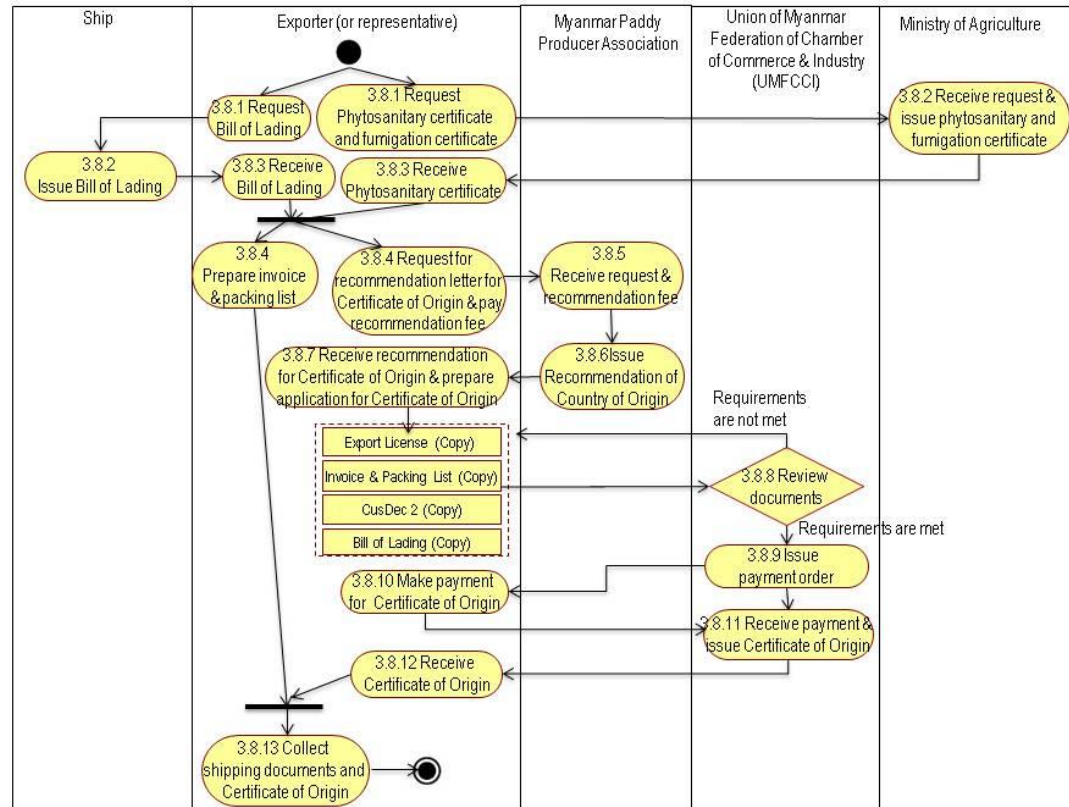 Ship
Exporter (or representative)
Myanmar Paddy
Producer Association
Union of Myanmar
Federation of Chamber
of Commerce & Industry
(UMFCCI)
Ministry of Agriculture
3.8.1 Request
Bill of Lading
3.8.1 Request
Phytosanitary certificate
and fumigation certificate
3.8.2 Receive request &
issue phytosanitary and
fumigation certificate
3.8.2
Issue Bill of Lading
3.8.3 Receive
Bill of Lading
3.8.3 Receive
Phytosanitary certificate
3.8.4
Prepare invoice
& packing list
3.8.4 Request for
recommendation letter for
Certificate of Origin & pay
recommendation fee
3.8.5
Receive request &
recommendation fee
3.8.6 Issue
Recommendation of
Country of Origin
3.8.7 Receive recommendation
for Certificate of Origin & prepare
application for Certificate of Origin
Requirements
are not met
Export License (Copy)
Invoice & Packing List (Copy)
CusDec 2 (Copy)
Bill of Lading (Copy)
3.8.8 Review
documents
Requirements are met
3.8.9 Issue
payment order
3.8.10 Make payment
for Certificate of Origin
3.8.11 Receive payment &
issue Certificate of Origin
3.8.12 Receive
Certificate of Origin
3.8.13 Collect
shipping documents and
Certificate of Origin